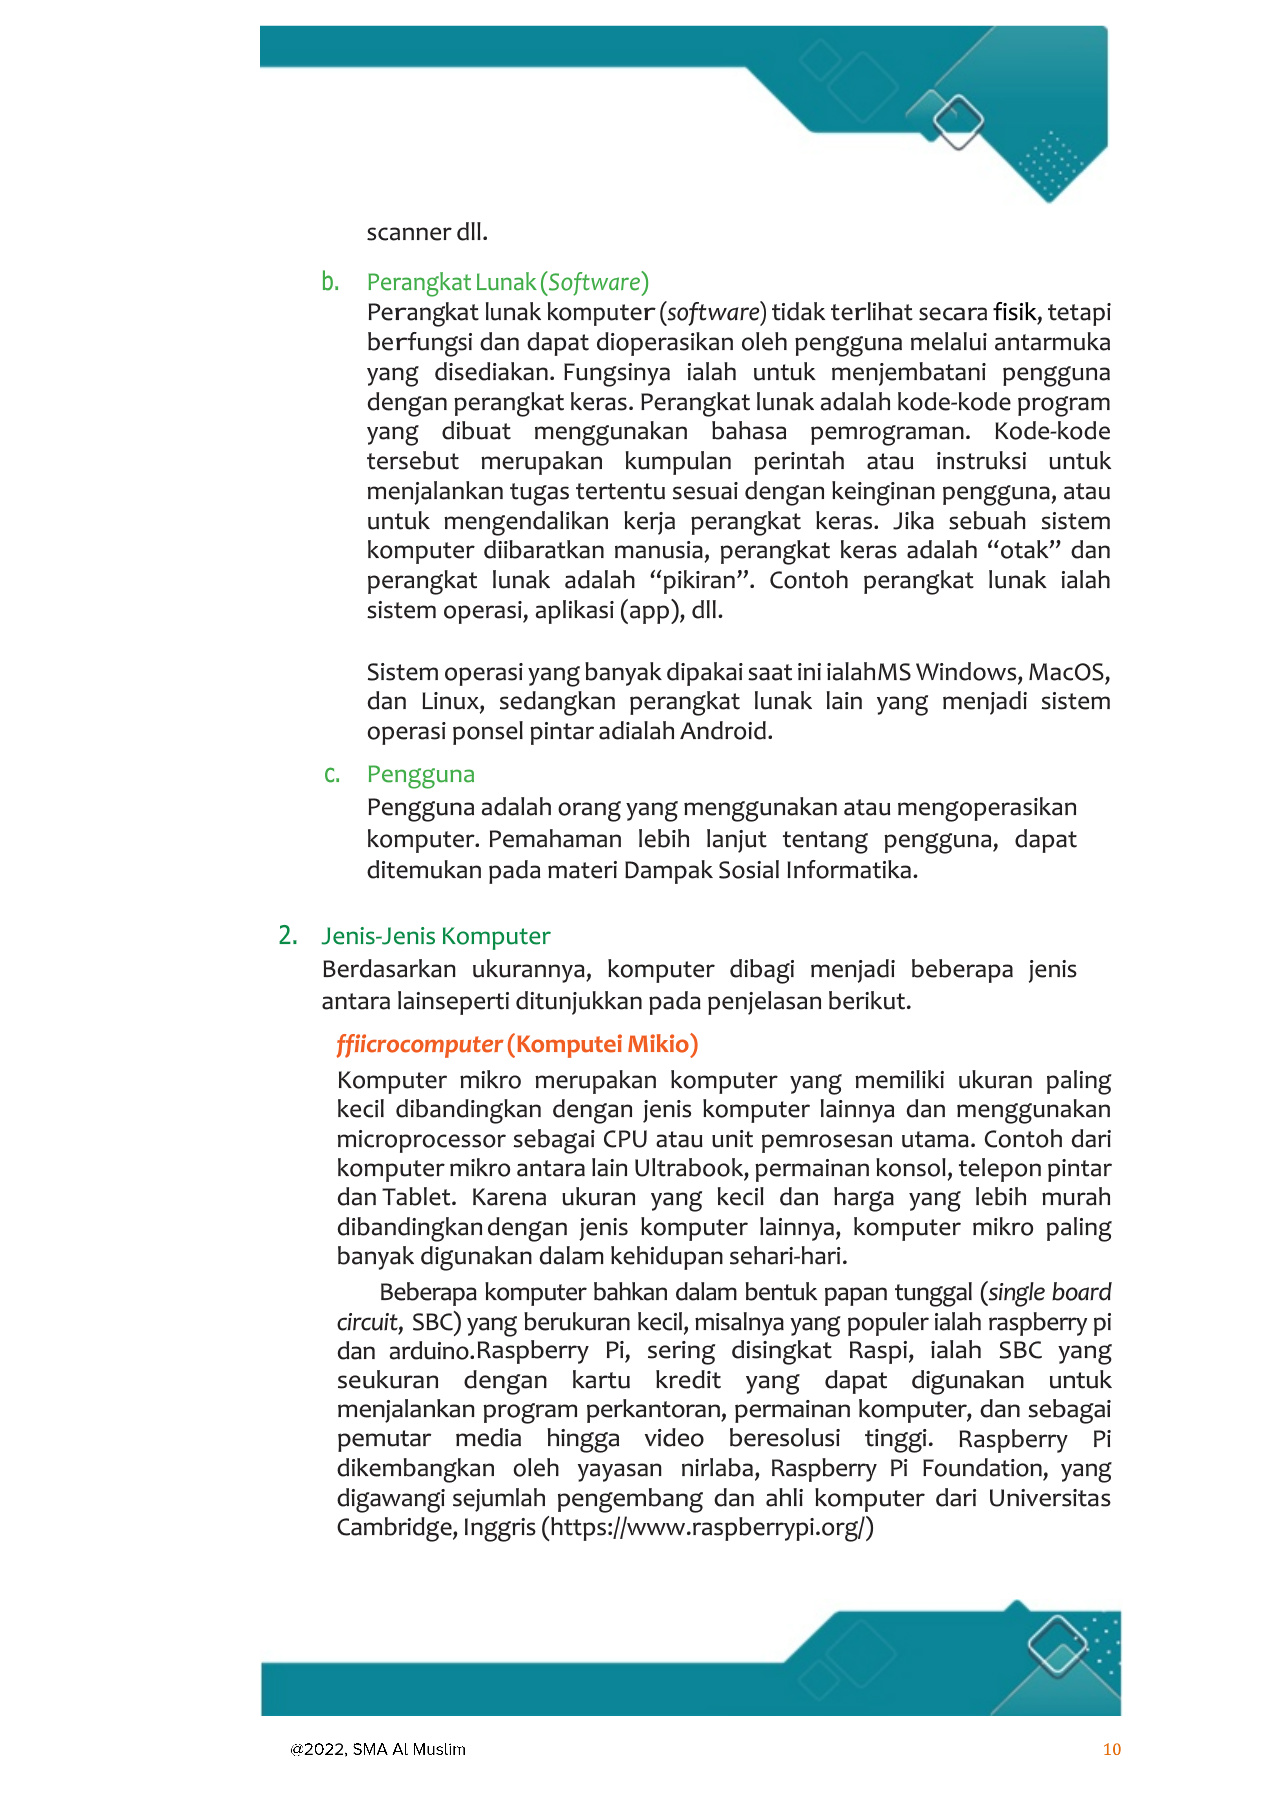 scanner dll.
b. Perangkat Lunak (Software)
Perangkat lunak komputer (software) tidak terlihat secara fisik, tetapi
berfungsi dan dapat dioperasikan oleh pengguna melalui antarmuka
yang disediakan. Fungsinya ialah untuk menjembatani pengguna
dengan perangkat keras. Perangkat lunak adalah kode-kode program
yang dibuat menggunakan bahasa pemrograman. Kode-kode
tersebut merupakan kumpulan perintah atau instruksi untuk
menjalankan tugas tertentu sesuai dengan keinginan pengguna, atau
untuk mengendalikan kerja perangkat keras. Jika sebuah sistem
komputer diibaratkan manusia, perangkat keras adalah “otak” dan
perangkat lunak adalah “pikiran”. Contoh perangkat lunak ialah
sistem operasi, aplikasi (app), dll.
Sistem operasi yang banyak dipakai saat ini ialahMS Windows, MacOS,
dan Linux, sedangkan perangkat lunak lain yang menjadi sistem
operasi ponsel pintar adialah Android.
c. Pengguna
Pengguna adalah orang yang menggunakan atau mengoperasikan
komputer. Pemahaman lebih lanjut tentang pengguna, dapat
ditemukan pada materi Dampak Sosial Informatika.
2. Jenis-Jenis Komputer
Berdasarkan ukurannya, komputer dibagi menjadi beberapa jenis
antara lainseperti ditunjukkan pada penjelasan berikut.
ffiicrocomputer (Komputei Mikio)
Komputer mikro merupakan komputer yang memiliki ukuran paling
kecil dibandingkan dengan jenis komputer lainnya dan menggunakan
microprocessor sebagai CPU atau unit pemrosesan utama. Contoh dari
komputer mikro antara lain Ultrabook, permainan konsol, telepon pintar
dan Tablet. Karena ukuran yang kecil dan harga yang lebih murah
dibandingkan dengan jenis komputer lainnya, komputer mikro paling
banyak digunakan dalam kehidupan sehari-hari.
Beberapa komputer bahkan dalam bentuk papan tunggal (single board
circuit, SBC) yang berukuran kecil, misalnya yang populer ialah raspberry pi
dan arduino.Raspberry Pi, sering disingkat Raspi, ialah SBC yang
seukuran dengan kartu kredit yang dapat digunakan untuk
menjalankan program perkantoran, permainan komputer, dan sebagai
pemutar media hingga video beresolusi tinggi. Raspberry Pi
dikembangkan oleh yayasan nirlaba, Raspberry Pi Foundation, yang
digawangi sejumlah pengembang dan ahli komputer dari Universitas
Cambridge, Inggris (https://www.raspberrypi.org/)
@2022, SMA Al Muslim
10